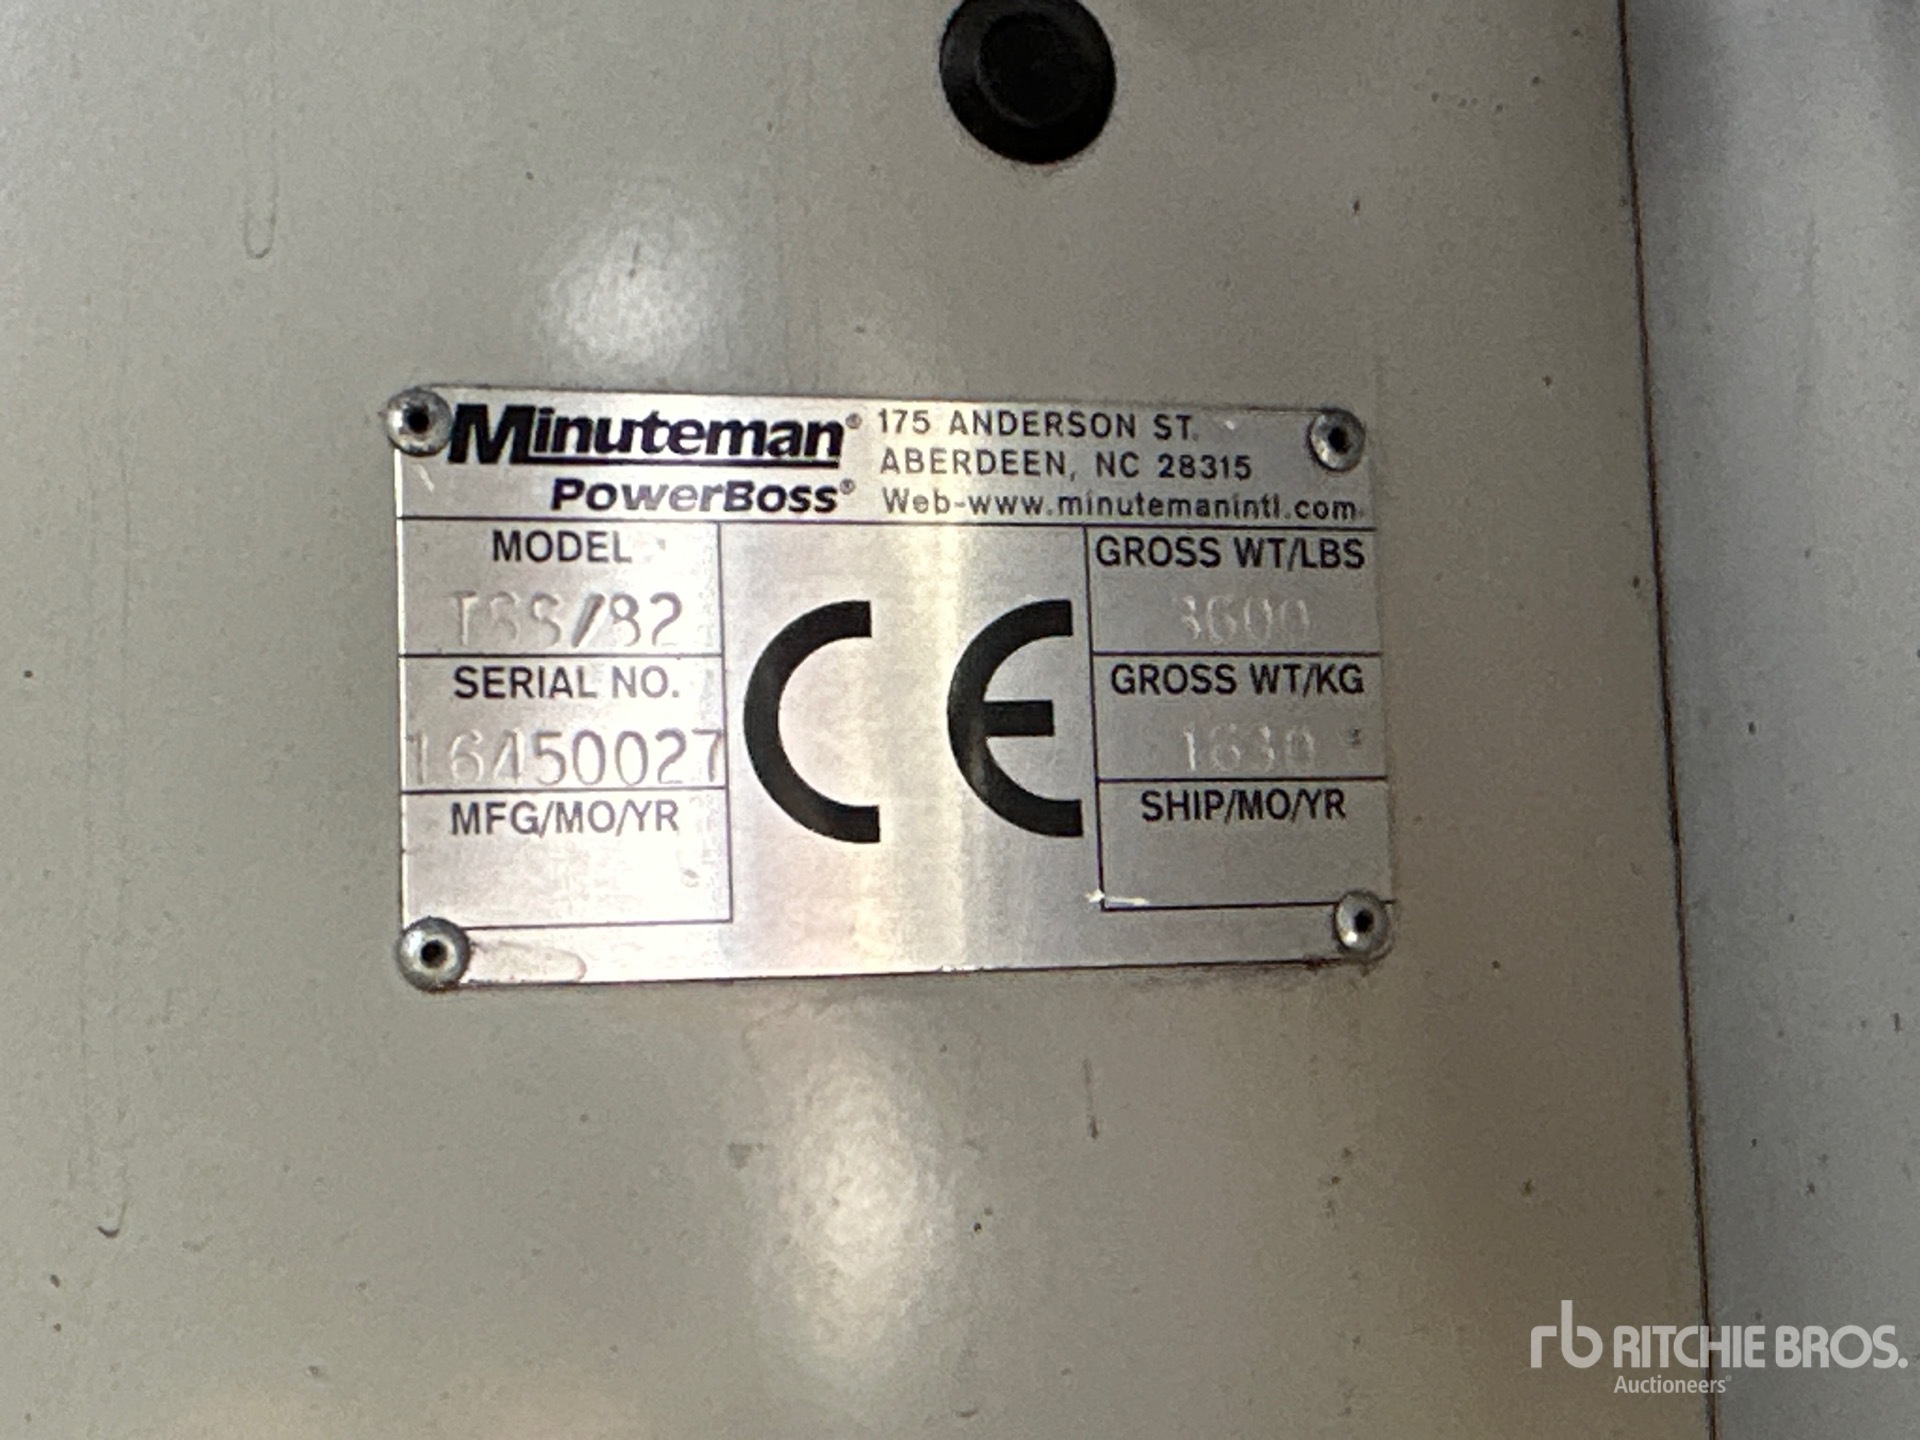 Minuteman® 175 ANDERSON ST.
ABERDEEN, NC 28315
PowerBoss® Web-www.minutemanintl.com
MODEL
SERIAL NO.
16450027
MFG/MO/YR
CE
GROSS WT/LBS
3600
GROSS WT/KG
1630
SHIP/MO/YR
rb RITCHIE BROS.
Auctioneers